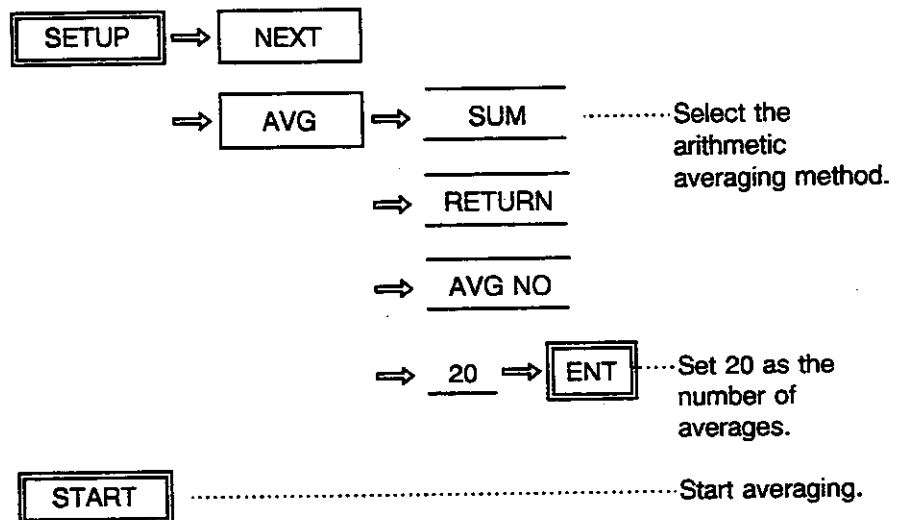 SETUP ⇒ NEXT
⇒ AVG ⇒ SUM ········Select the
arithmetic
averaging method.
⇒ RETURN
⇒ AVG NO
⇒ 20 ⇒ ENT ·····Set 20 as the
number of
averages.
START ········Start averaging.